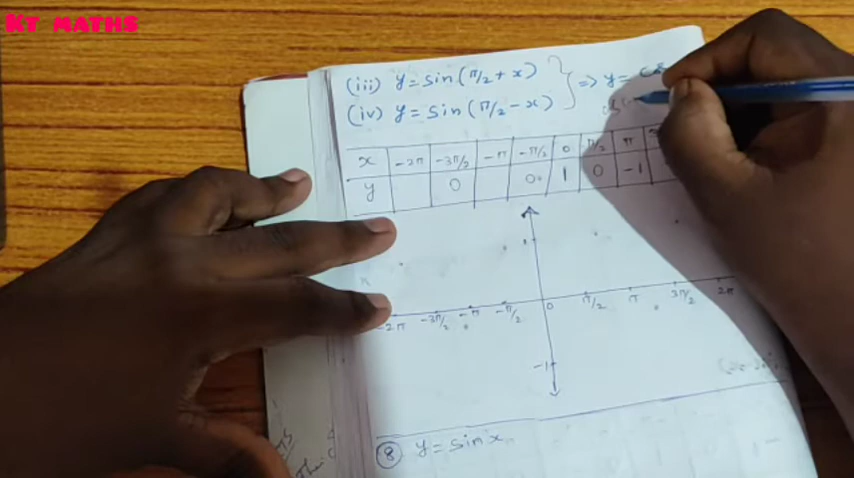 KT MATHS
(iii) y = sin(π/2 + x) } ⇒ y =
(iv) y = sin(π/2 - x)
x -2π -3π/2 -π -π/2 0 π/2 π
y 0 0 1 0 -1
1
-2π -3π/2 -π -π/2 0 π/2 π 3π/2 2π
-1
⑧ y = sin x